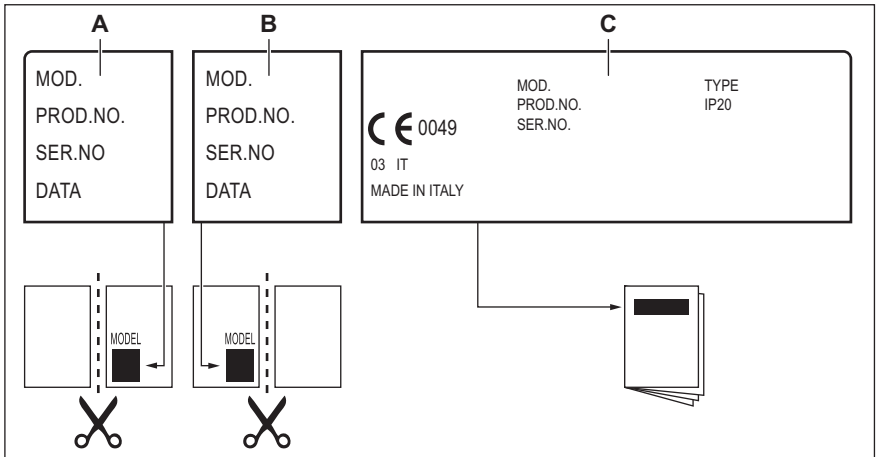 A
B
C
MOD.
PROD.NO.
SER.NO
DATA
MOD.
PROD.NO.
SER.NO
DATA
MOD.
PROD.NO.
SER.NO.
TYPE
IP20
CE 0049
03 IT
MADE IN ITALY
MODEL
MODEL